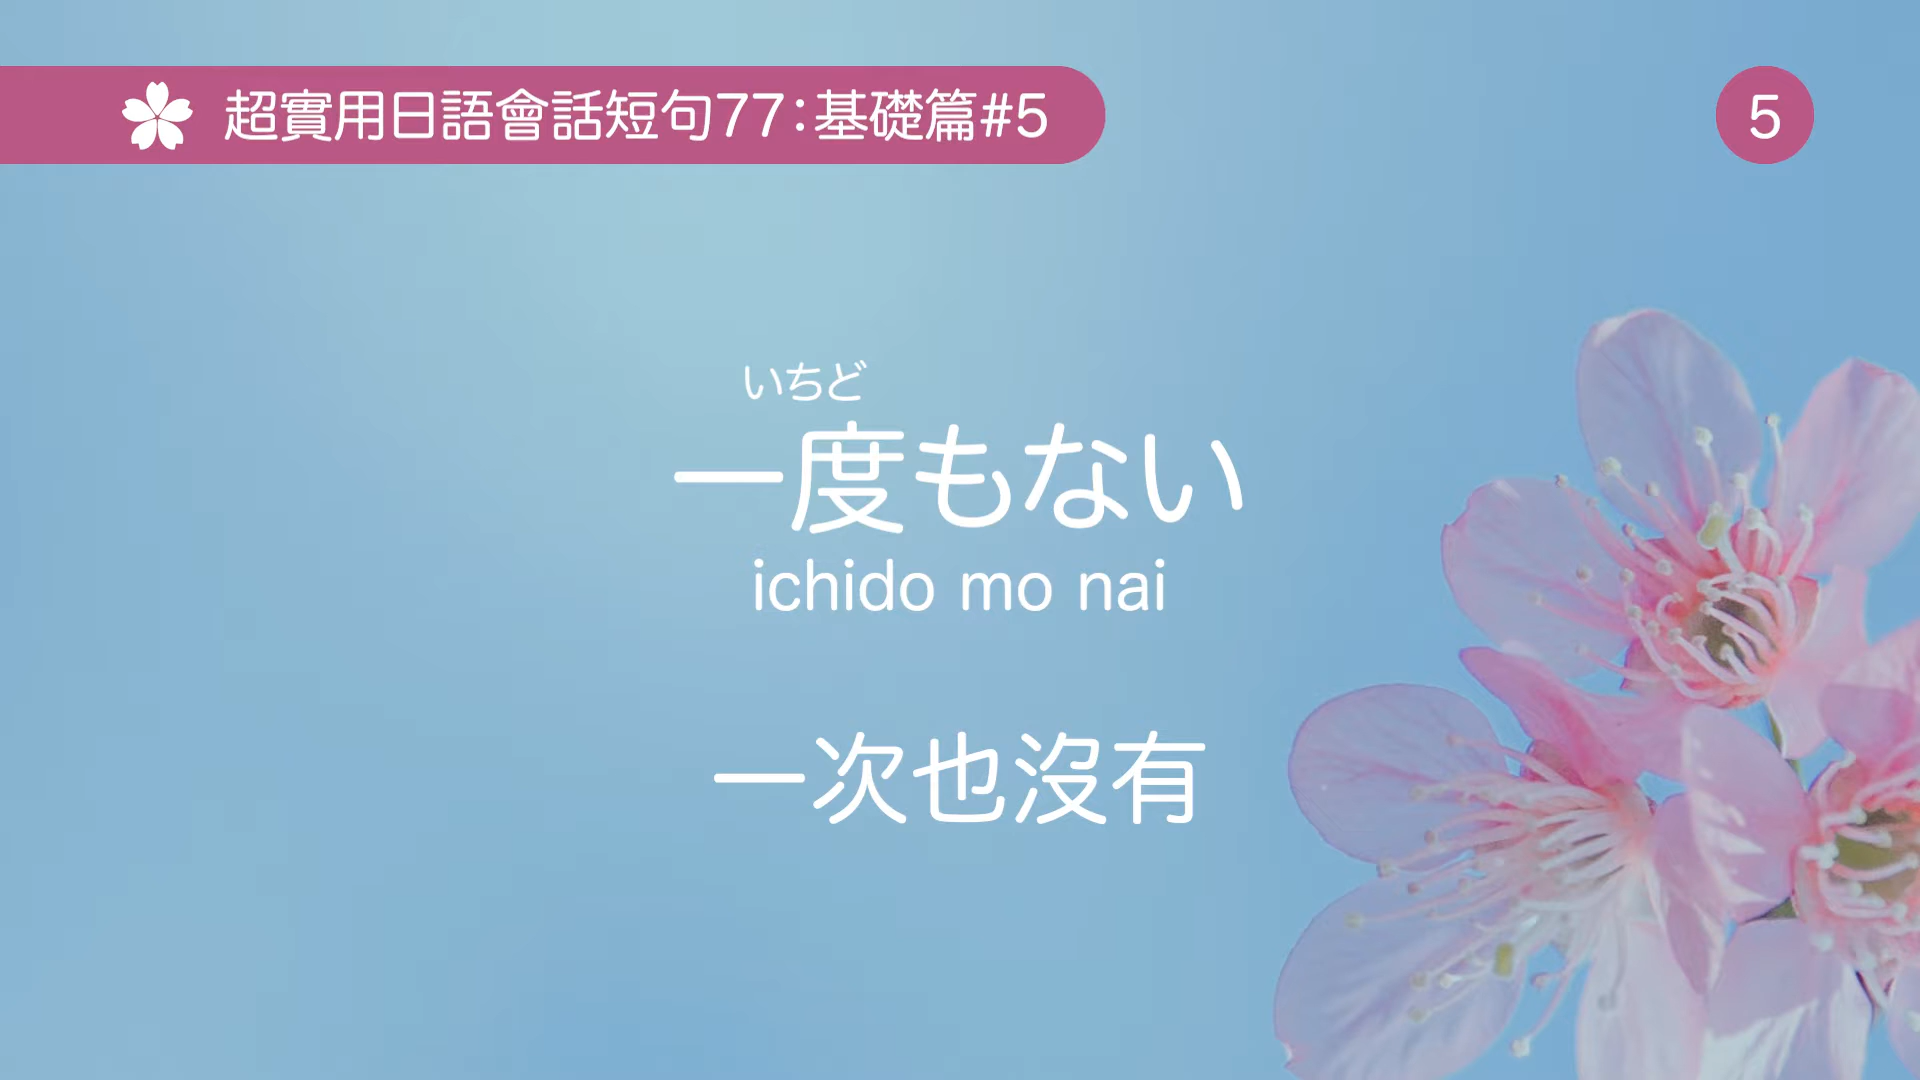 超實用日語會話短句77：基礎篇#5
5
いちど
一度もない
ichido mo nai
一次也沒有